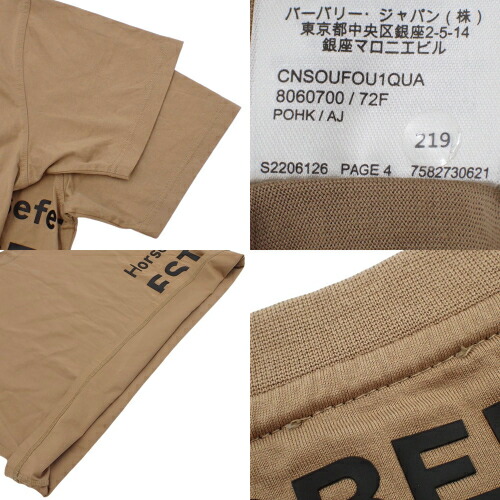 efe
バーバリー・ジャパン(株)
東京都中央区銀座2-5-14
銀座マロニエビル
CNSOUFOU1QUA
8060700 / 72F
POHK / AJ
219
S2206126 PAGE 4 7582730621
Horse
EST
BEF